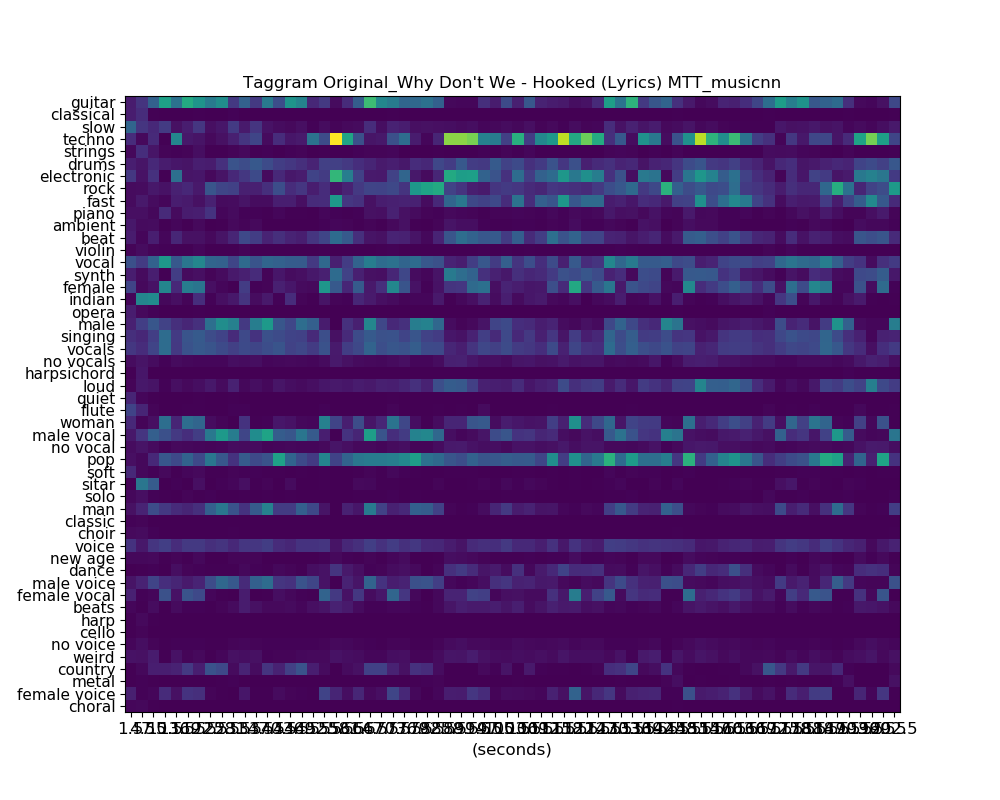 Taggram Original_Why Don't We - Hooked (Lyrics) MTT_musicnn
guitar
classical
slow
techno
strings
drums
electronic
rock
fast
piano
ambient
beat
violin
vocal
synth
female
indian
opera
male
singing
vocals
no vocals
harpsichord
loud
quiet
flute
woman
male vocal
no vocal
pop
soft
sitar
solo
man
classic
choir
voice
new age
dance
male voice
female vocal
beats
harp
cello
no voice
weird
country
metal
female voice
choral
(seconds)